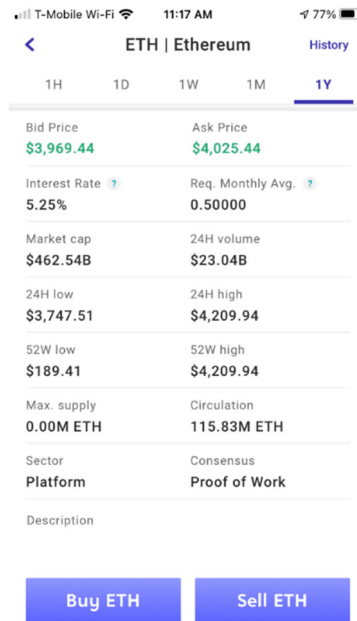 T-Mobile Wi-Fi 11:17 AM 77%
ETH | Ethereum History
1H 1D 1W 1M 1Y
Bid Price Ask Price
$3,969.44 $4,025.44
Interest Rate ? Req. Monthly Avg. ?
5.25% 0.50000
Market cap 24H volume
$462.54B $23.04B
24H low 24H high
$3,747.51 $4,209.94
52W low 52W high
$189.41 $4,209.94
Max. supply Circulation
0.00M ETH 115.83M ETH
Sector Consensus
Platform Proof of Work
Description
Buy ETH Sell ETH